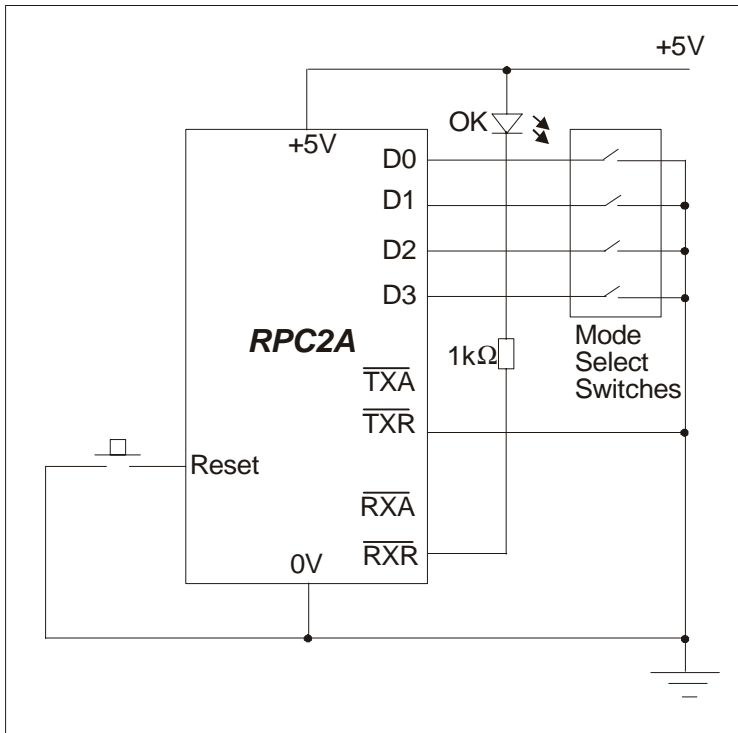 +5V
+5V
OK
D0
D1
D2
D3
RPC2A
Mode
Select
Switches
1kΩ
TXA
TXR
Reset
RXA
RXR
0V